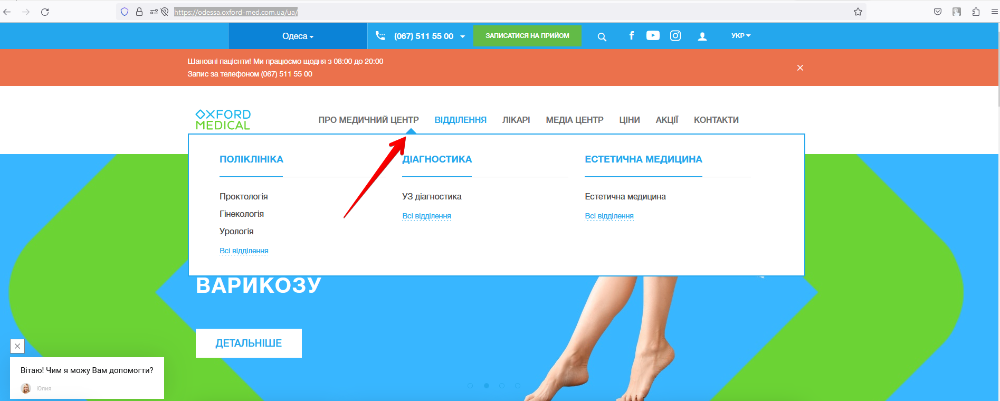 https://odessa.oxford-med.com.ua/ua/
Одеса
(067) 511 55 00
ЗАПИСАТИСЯ НА ПРИЙОМ
УКР
Шановні пацієнти! Ми працюємо щодня з 08:00 до 20:00
Запис за телефоном (067) 511 55 00
OXFORD
MEDICAL
ПРО МЕДИЧНИЙ ЦЕНТР
ВІДДІЛЕННЯ
ЛІКАРІ
МЕДІА ЦЕНТР
ЦІНИ
АКЦІЇ
КОНТАКТИ
ПОЛІКЛІНІКА
Проктологія
Гінекологія
Урологія
Всі відділення
ДІАГНОСТИКА
УЗ діагностика
Всі відділення
ЕСТЕТИЧНА МЕДИЦИНА
Естетична медицина
Всі відділення
ВАРИКОЗУ
ДЕТАЛЬНІШЕ
Вітаю! Чим я можу Вам допомогти?
Юлия